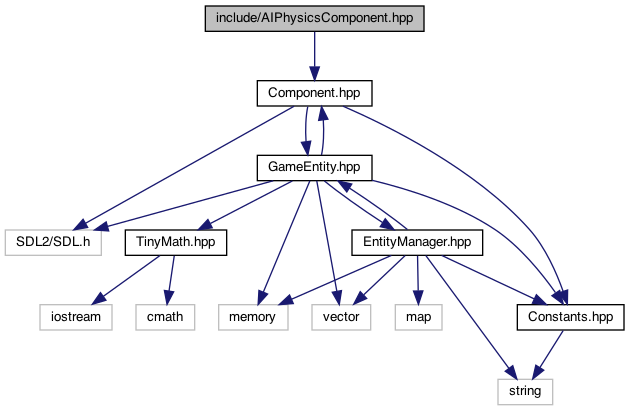 include/AIPhysicsComponent.hpp
Component.hpp
GameEntity.hpp
SDL2/SDL.h
TinyMath.hpp
EntityManager.hpp
iostream
cmath
memory
vector
map
Constants.hpp
string